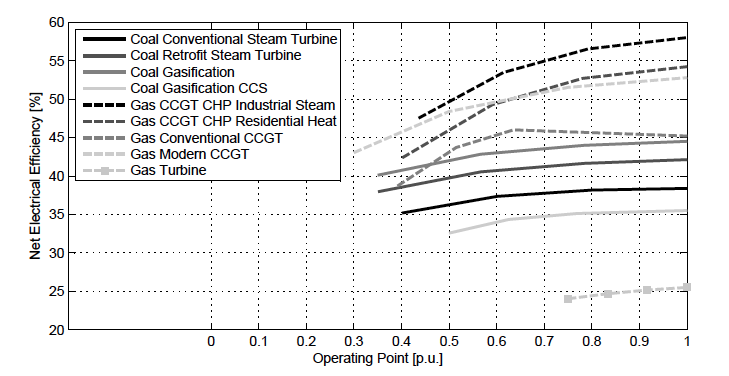 60
55
50
45
40
35
30
25
20
Net Electrical Efficiency [%]
Coal Conventional Steam Turbine
Coal Retrofit Steam Turbine
Coal Gasification
Coal Gasification CCS
Gas CCGT CHP Industrial Steam
Gas CCGT CHP Residential Heat
Gas Conventional CCGT
Gas Modern CCGT
Gas Turbine
0 0.1 0.2 0.3 0.4 0.5 0.6 0.7 0.8 0.9 1
Operating Point [p.u.]